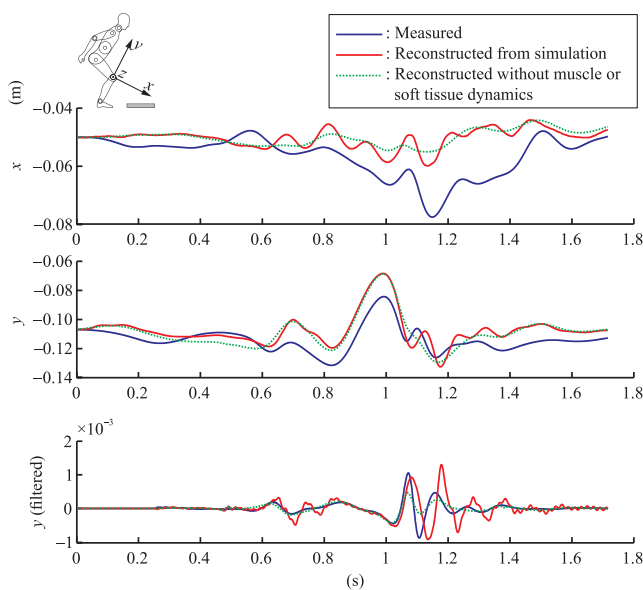 y
z
x
: Measured
: Reconstructed from simulation
: Reconstructed without muscle or
soft tissue dynamics
(m)
−0.04
−0.06
−0.08
x
0 0.2 0.4 0.6 0.8 1 1.2 1.4 1.6 1.8
−0.06
−0.08
−0.10
−0.12
−0.14
y
0 0.2 0.4 0.6 0.8 1 1.2 1.4 1.6 1.8
×10⁻³
2
1
0
−1
y (filtered)
0 0.2 0.4 0.6 0.8 1 1.2 1.4 1.6 1.8
(s)